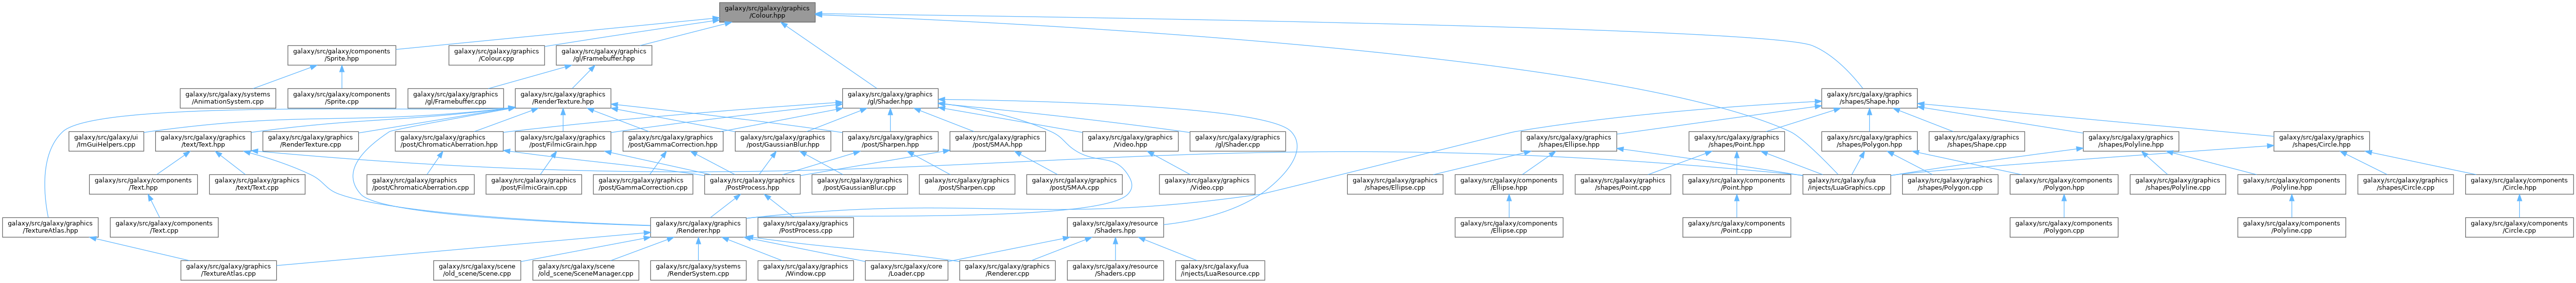 galaxy/src/galaxy/graphics
/Colour.hpp
galaxy/src/galaxy/components
/Sprite.hpp
galaxy/src/galaxy/graphics
/Colour.cpp
galaxy/src/galaxy/graphics
/gl/Framebuffer.hpp
galaxy/src/galaxy/systems
/AnimationSystem.cpp
galaxy/src/galaxy/components
/Sprite.cpp
galaxy/src/galaxy/graphics
/gl/Framebuffer.cpp
galaxy/src/galaxy/graphics
/RenderTexture.hpp
galaxy/src/galaxy/graphics
/gl/Shader.hpp
galaxy/src/galaxy/graphics
/shapes/Shape.hpp
galaxy/src/galaxy/ui
/ImGuiHelpers.cpp
galaxy/src/galaxy/graphics
/text/Text.hpp
galaxy/src/galaxy/graphics
/RenderTexture.cpp
galaxy/src/galaxy/graphics
/post/ChromaticAberration.hpp
galaxy/src/galaxy/graphics
/post/FilmicGrain.hpp
galaxy/src/galaxy/graphics
/post/GammaCorrection.hpp
galaxy/src/galaxy/graphics
/post/GaussianBlur.hpp
galaxy/src/galaxy/graphics
/post/Sharpen.hpp
galaxy/src/galaxy/graphics
/post/SMAA.hpp
galaxy/src/galaxy/graphics
/Video.hpp
galaxy/src/galaxy/graphics
/gl/Shader.cpp
galaxy/src/galaxy/graphics
/shapes/Ellipse.hpp
galaxy/src/galaxy/graphics
/shapes/Point.hpp
galaxy/src/galaxy/graphics
/shapes/Polygon.hpp
galaxy/src/galaxy/graphics
/shapes/Shape.cpp
galaxy/src/galaxy/graphics
/shapes/Polyline.hpp
galaxy/src/galaxy/graphics
/shapes/Circle.hpp
galaxy/src/galaxy/components
/Text.hpp
galaxy/src/galaxy/graphics
/text/Text.cpp
galaxy/src/galaxy/graphics
/post/ChromaticAberration.cpp
galaxy/src/galaxy/graphics
/post/FilmicGrain.cpp
galaxy/src/galaxy/graphics
/post/GammaCorrection.cpp
galaxy/src/galaxy/graphics
/PostProcess.hpp
galaxy/src/galaxy/graphics
/post/GaussianBlur.cpp
galaxy/src/galaxy/graphics
/post/Sharpen.cpp
galaxy/src/galaxy/graphics
/post/SMAA.cpp
galaxy/src/galaxy/graphics
/Video.cpp
galaxy/src/galaxy/graphics
/shapes/Ellipse.cpp
galaxy/src/galaxy/components
/Ellipse.hpp
galaxy/src/galaxy/graphics
/shapes/Point.cpp
galaxy/src/galaxy/components
/Point.hpp
galaxy/src/galaxy/lua
/injects/LuaGraphics.cpp
galaxy/src/galaxy/graphics
/shapes/Polygon.cpp
galaxy/src/galaxy/components
/Polygon.hpp
galaxy/src/galaxy/graphics
/shapes/Polyline.cpp
galaxy/src/galaxy/components
/Polyline.hpp
galaxy/src/galaxy/graphics
/shapes/Circle.cpp
galaxy/src/galaxy/components
/Circle.hpp
galaxy/src/galaxy/graphics
/TextureAtlas.hpp
galaxy/src/galaxy/components
/Text.cpp
galaxy/src/galaxy/graphics
/Renderer.hpp
galaxy/src/galaxy/graphics
/PostProcess.cpp
galaxy/src/galaxy/resource
/Shaders.hpp
galaxy/src/galaxy/components
/Ellipse.cpp
galaxy/src/galaxy/components
/Point.cpp
galaxy/src/galaxy/components
/Polygon.cpp
galaxy/src/galaxy/components
/Polyline.cpp
galaxy/src/galaxy/components
/Circle.cpp
galaxy/src/galaxy/graphics
/TextureAtlas.cpp
galaxy/src/galaxy/scene
/old_scene/Scene.cpp
galaxy/src/galaxy/scene
/old_scene/SceneManager.cpp
galaxy/src/galaxy/systems
/RenderSystem.cpp
galaxy/src/galaxy/graphics
/Window.cpp
galaxy/src/galaxy/core
/Loader.cpp
galaxy/src/galaxy/graphics
/Renderer.cpp
galaxy/src/galaxy/resource
/Shaders.cpp
galaxy/src/galaxy/lua
/injects/LuaResource.cpp